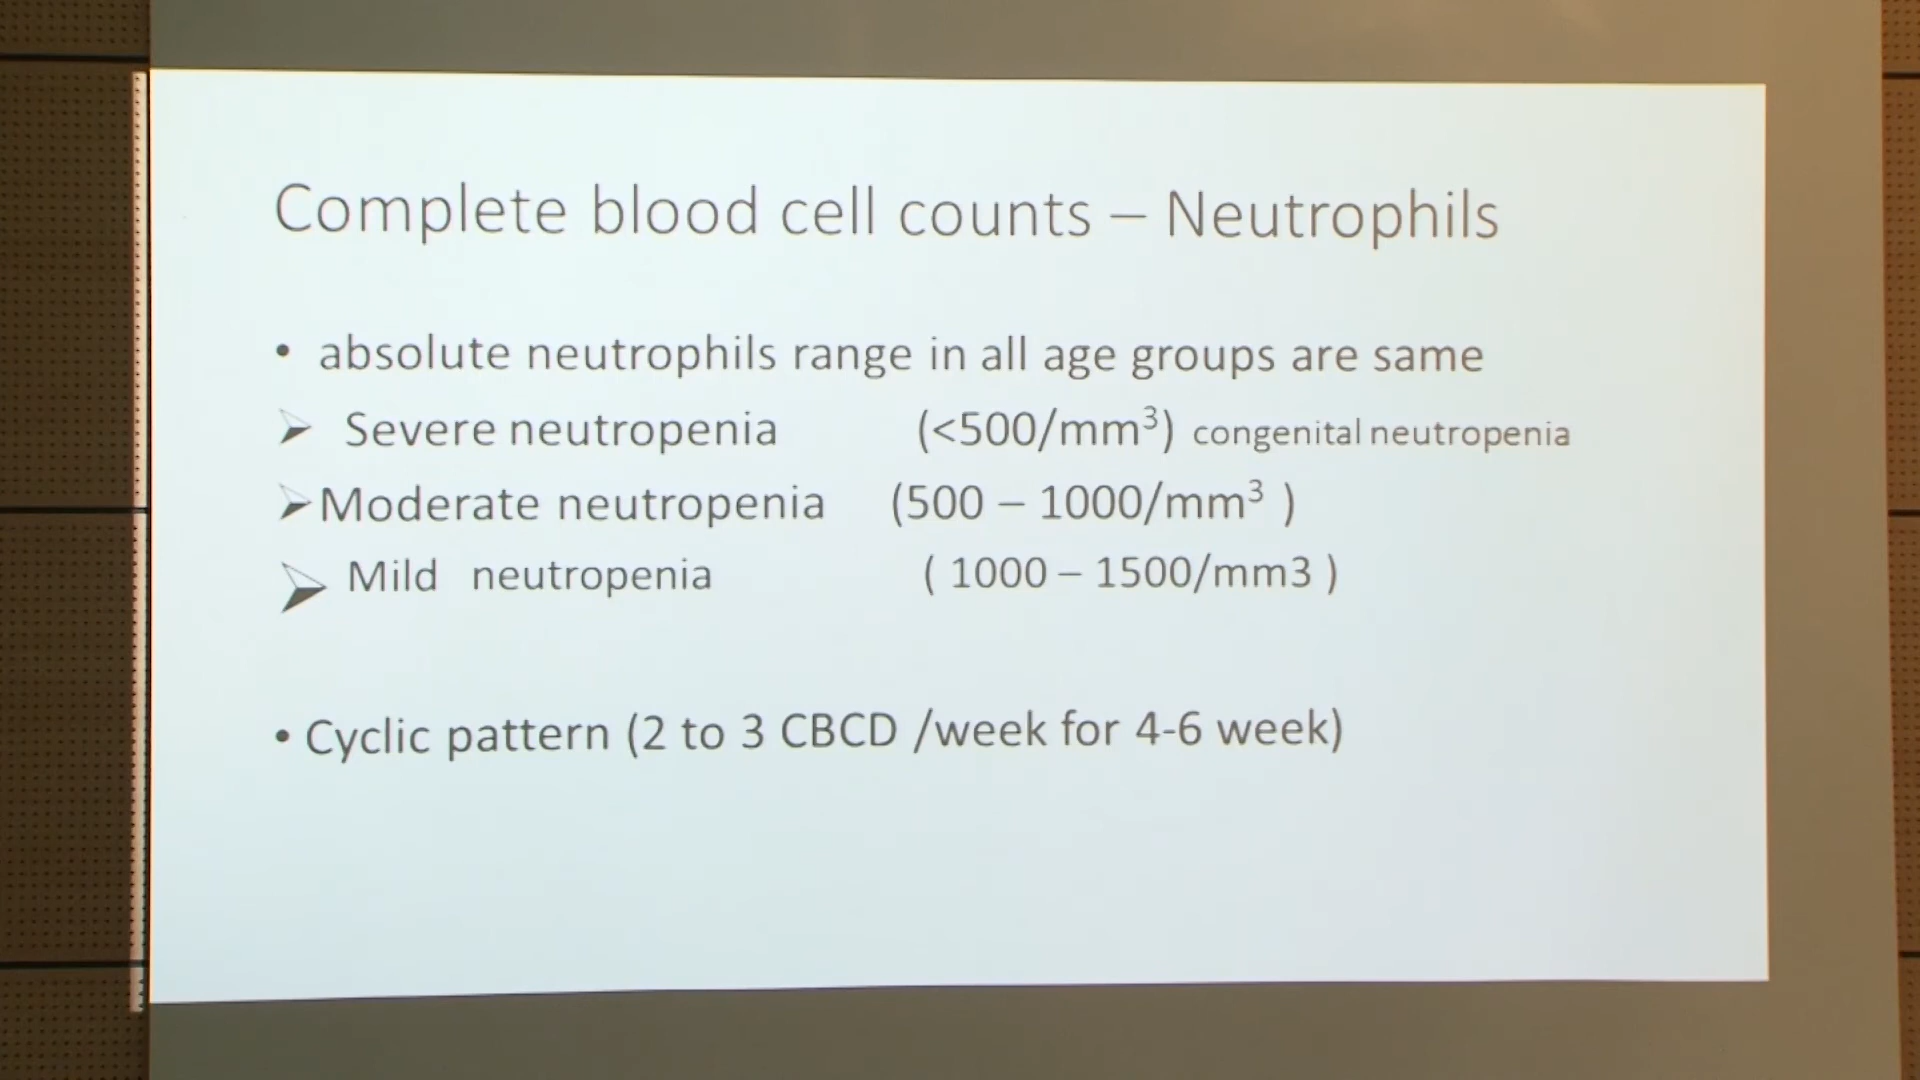 Complete blood cell counts – Neutrophils
• absolute neutrophils range in all age groups are same
➢ Severe neutropenia (<500/mm³) congenital neutropenia
➢ Moderate neutropenia (500 – 1000/mm³ )
➢ Mild neutropenia ( 1000 – 1500/mm3 )
• Cyclic pattern (2 to 3 CBCD /week for 4-6 week)